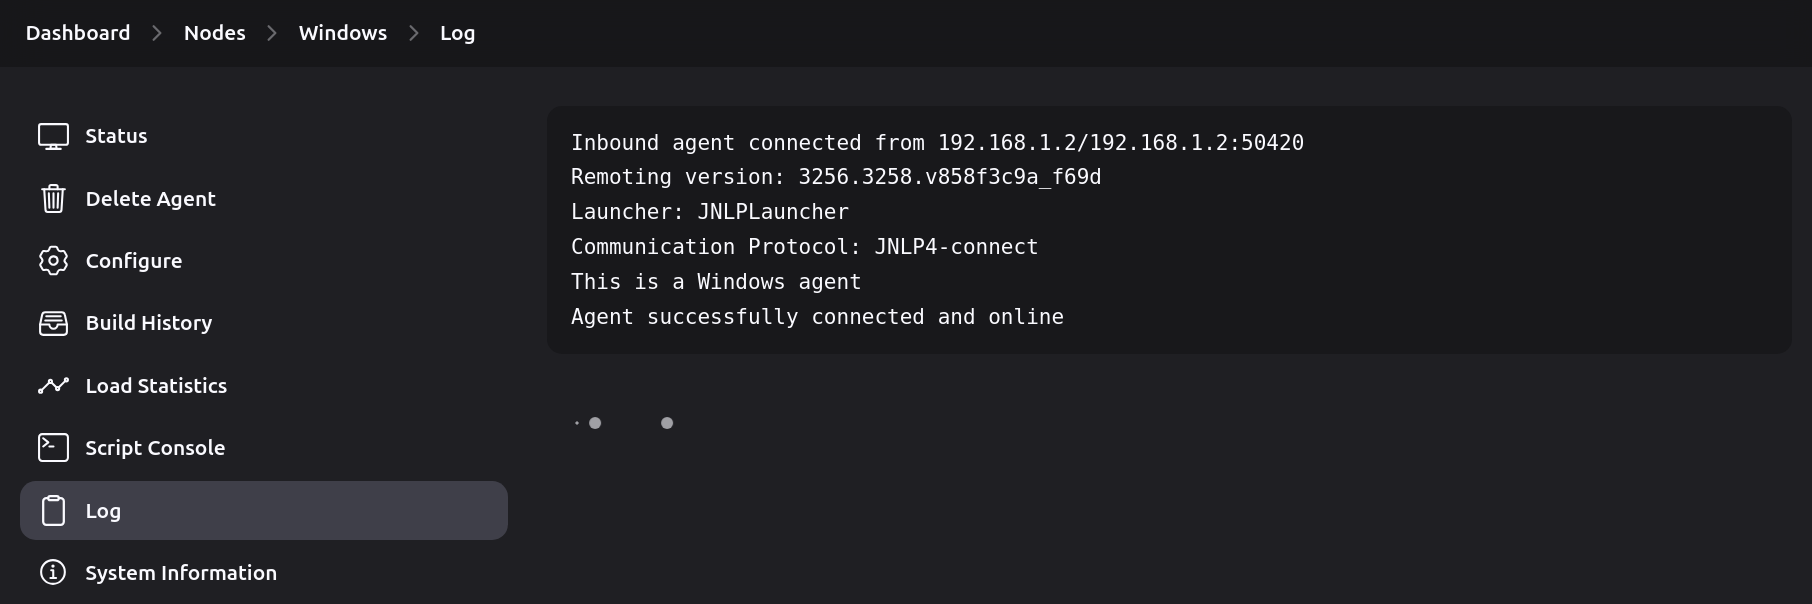 Dashboard > Nodes > Windows > Log
Status
Delete Agent
Configure
Build History
Load Statistics
Script Console
Log
System Information
Inbound agent connected from 192.168.1.2/192.168.1.2:50420
Remoting version: 3256.3258.v858f3c9a_f69d
Launcher: JNLPLauncher
Communication Protocol: JNLP4-connect
This is a Windows agent
Agent successfully connected and online